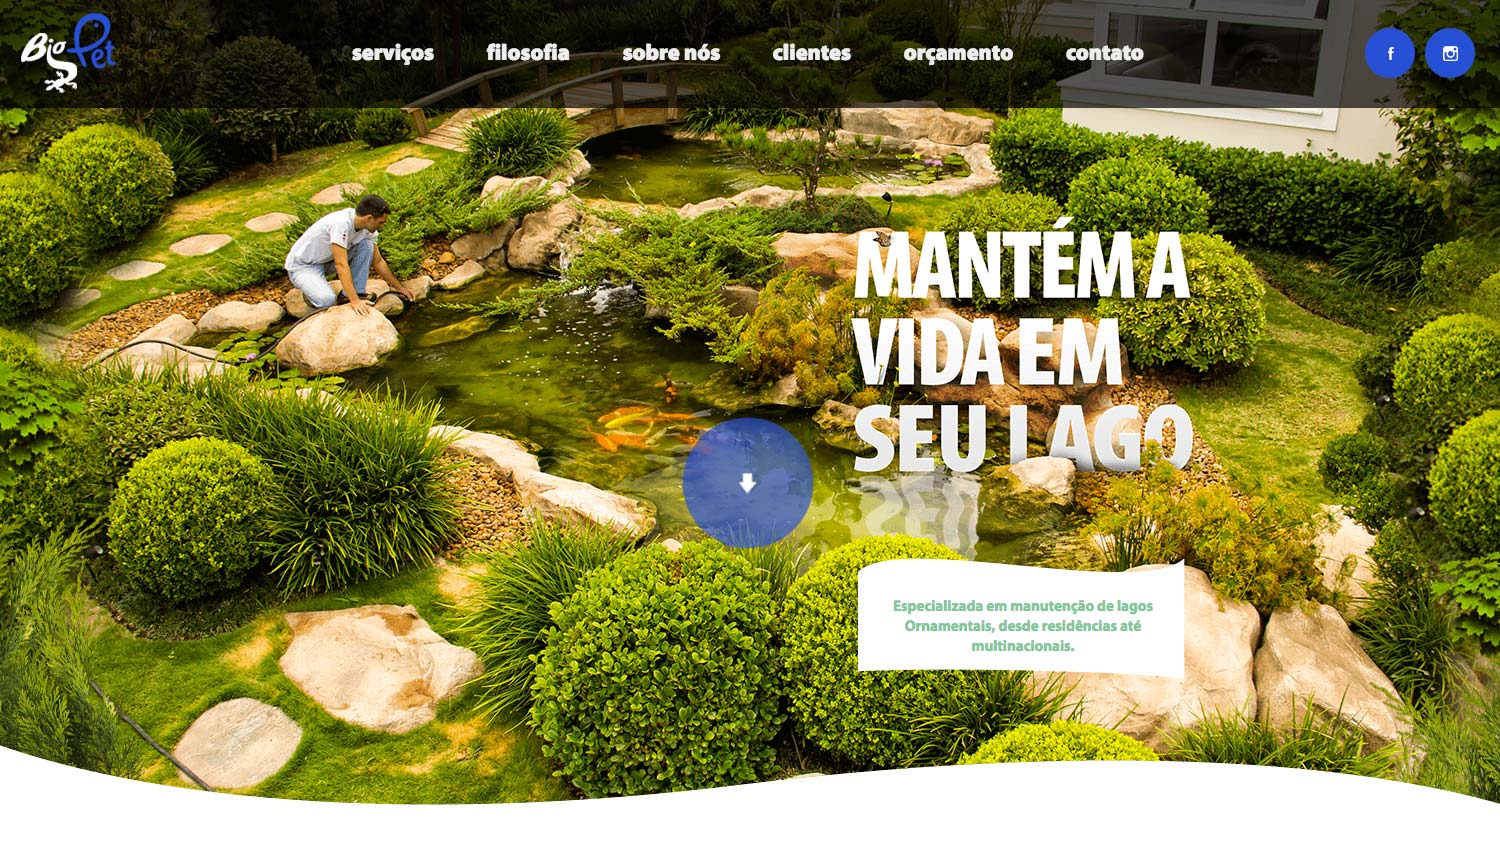 Bios Pet
serviços
filosofia
sobre nós
clientes
orçamento
contato
f
MANTÉM A
VIDA EM
SEU LAGO
Especializada em manutenção de lagos
Ornamentais, desde residências até
multinacionais.